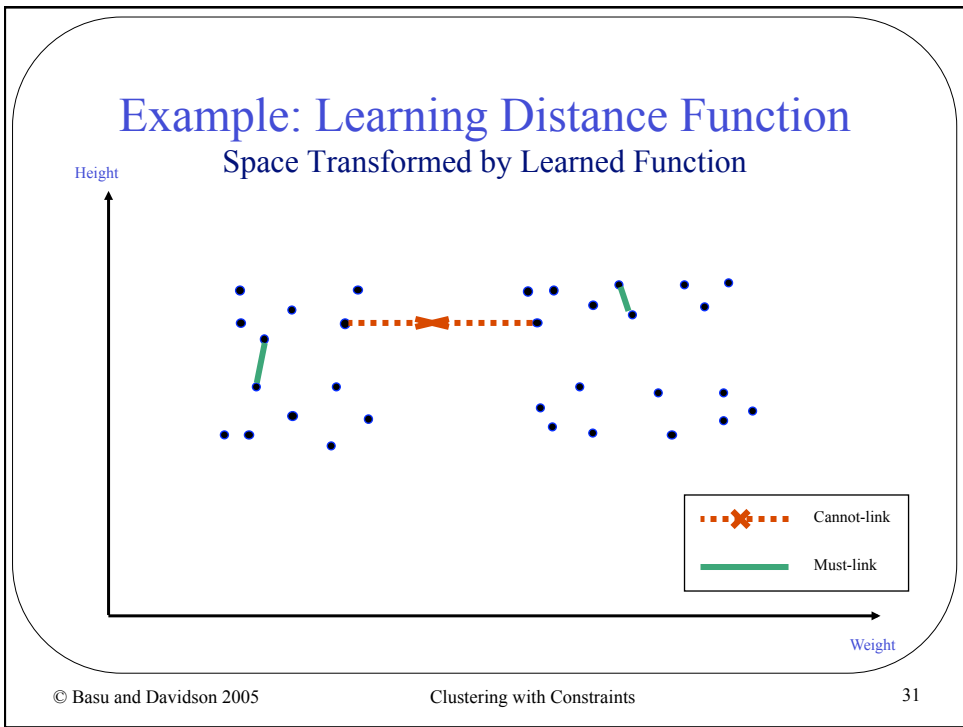 Example: Learning Distance Function
Space Transformed by Learned Function
Height
Cannot-link
Must-link
Weight
© Basu and Davidson 2005
Clustering with Constraints
31